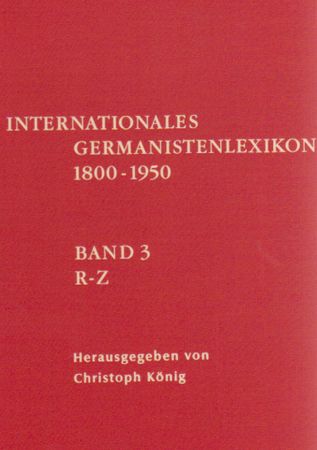 INTERNATIONALES
GERMANISTENLEXIKON
1800-1950
BAND 3
R-Z
Herausgegeben von
Christoph König